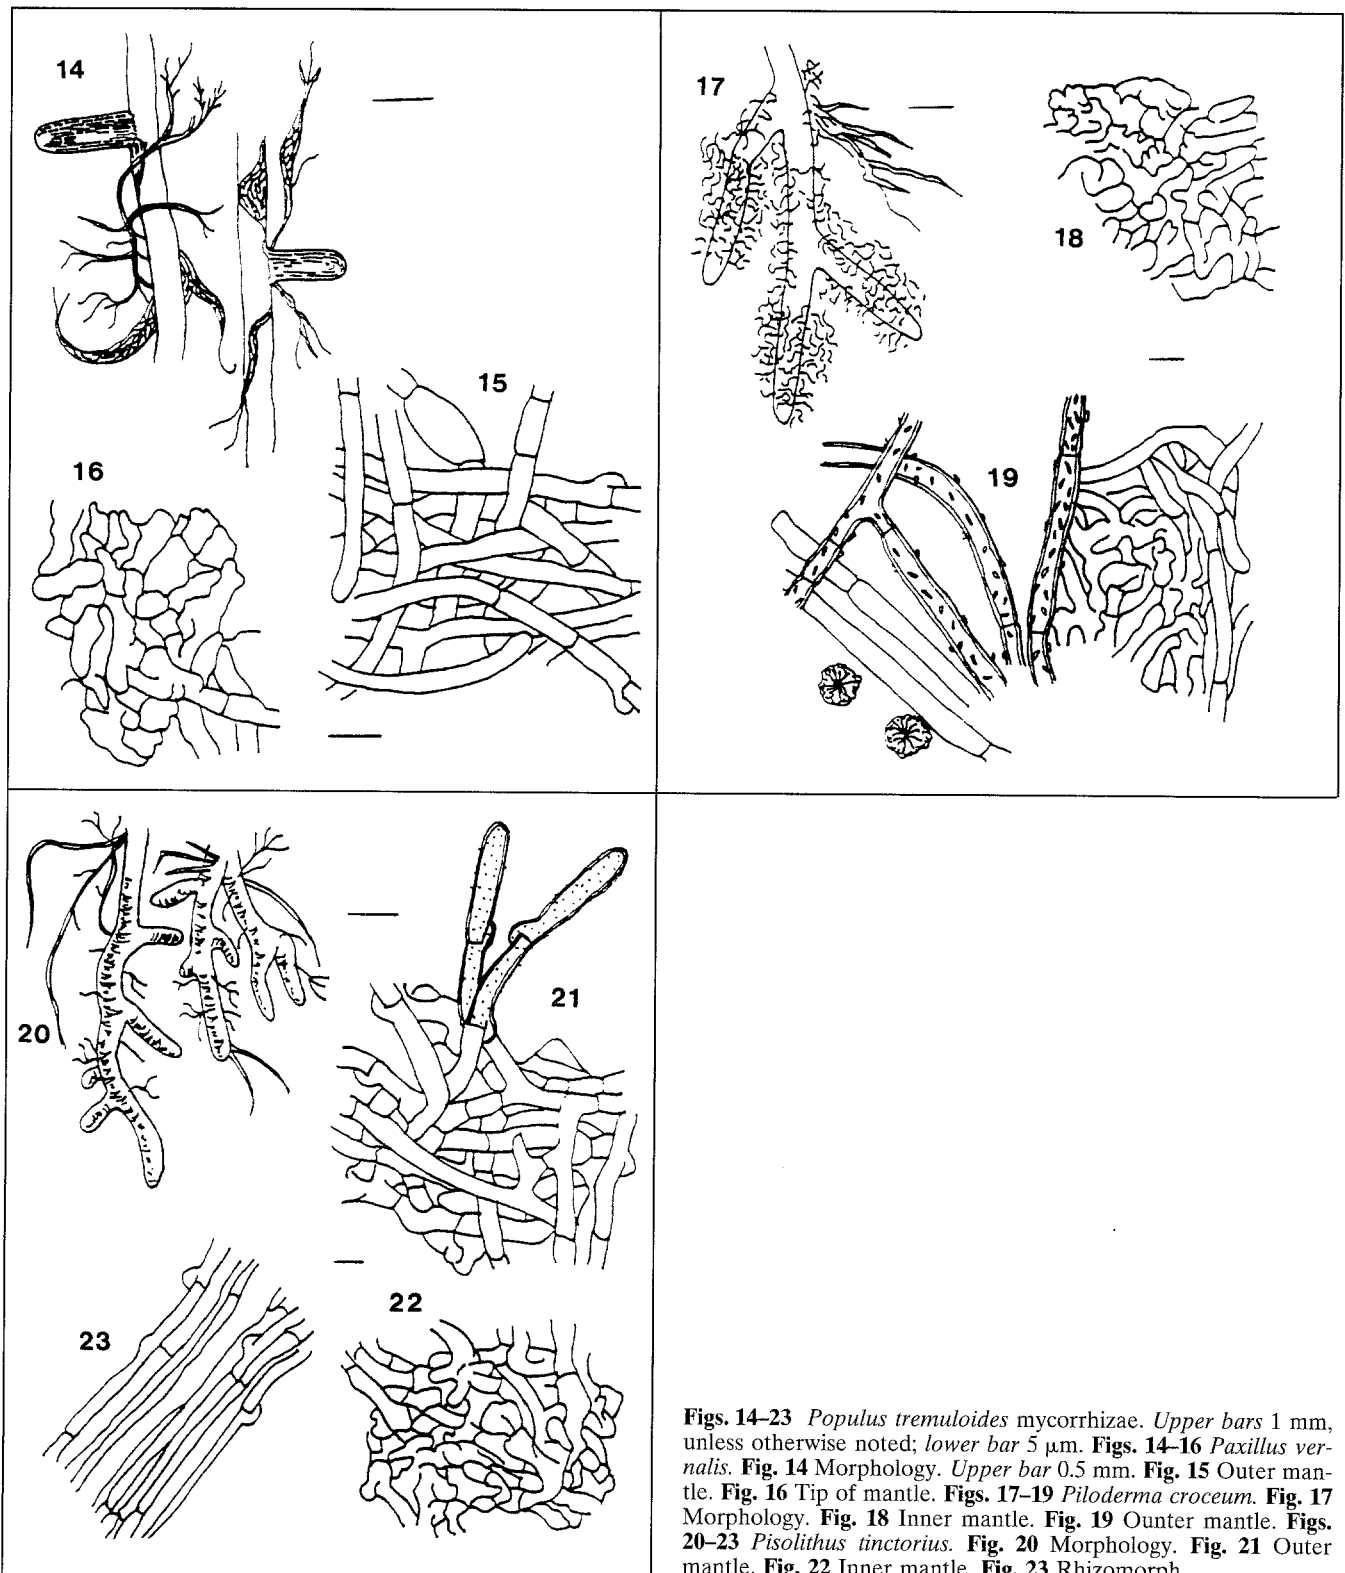 14
17
18
15
16
19
20
21
22
23
Figs. 14–23 Populus tremuloides mycorrhizae. Upper bars 1 mm,
unless otherwise noted; lower bar 5 μm. Figs. 14–16 Paxillus ver-
nalis. Fig. 14 Morphology. Upper bar 0.5 mm. Fig. 15 Outer man-
tle. Fig. 16 Tip of mantle. Figs. 17–19 Piloderma croceum. Fig. 17
Morphology. Fig. 18 Inner mantle. Fig. 19 Ounter mantle. Figs.
20–23 Pisolithus tinctorius. Fig. 20 Morphology. Fig. 21 Outer
mantle. Fig. 22 Inner mantle. Fig. 23 Rhizomorph